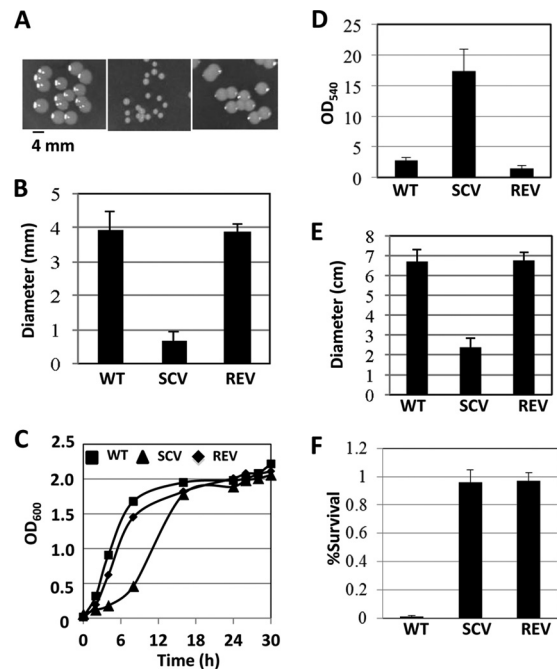 A
4 mm
B
Diameter (mm)
5
4
3
2
1
0
WT SCV REV
C
WT SCV REV
OD600
2.5
2.0
1.5
1.0
0.5
0.0
0 6 12 18 24 30
Time (h)
D
OD540
25
20
15
10
5
0
WT SCV REV
E
Diameter (cm)
8
7
6
5
4
3
2
1
0
WT SCV REV
F
%Survival
1.2
1
0.8
0.6
0.4
0.2
0
WT SCV REV